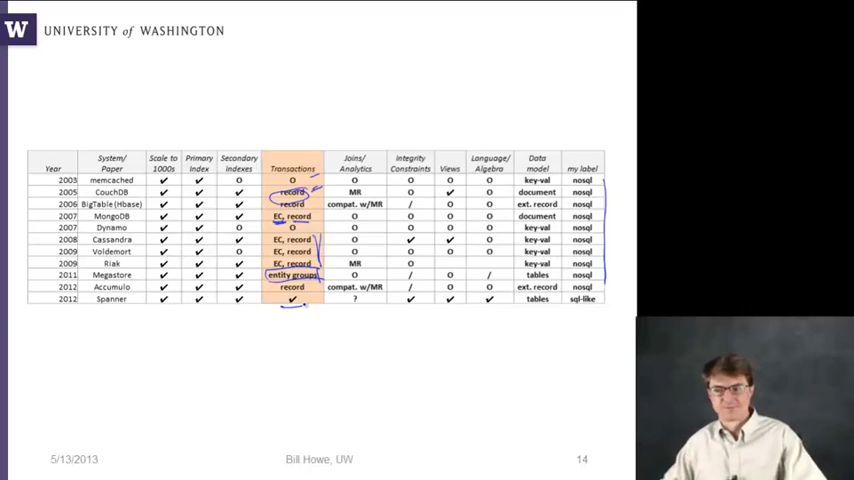 W UNIVERSITY of WASHINGTON
Year System/Paper Scale to 1000s Primary Index Secondary Indexes Transactions Joins/Analytics Integrity Constraints Views Language/Algebra Data model my label
2003 memcached ✔ ✔ O O O O O O key-val nosql
2005 CouchDB ✔ ✔ ✔ record MR O ✔ O document nosql
2006 BigTable (Hbase) ✔ ✔ ✔ record compat. w/MR / O O ext. record nosql
2007 MongoDB ✔ ✔ ✔ EC, record O O O O document nosql
2007 Dynamo ✔ ✔ O O O O O O key-val nosql
2008 Cassandra ✔ ✔ ✔ EC, record O ✔ ✔ O key-val nosql
2009 Voldemort ✔ ✔ O EC, record O O O O key-val nosql
2009 Riak ✔ ✔ ✔ EC, record MR O key-val nosql
2011 Megastore ✔ ✔ ✔ entity groups O / O / tables nosql
2012 Accumulo ✔ ✔ ✔ record compat. w/MR / O O ext. record nosql
2012 Spanner ✔ ✔ ✔ ✔ ? ✔ ✔ ✔ tables sql-like
5/13/2013 Bill Howe, UW 14